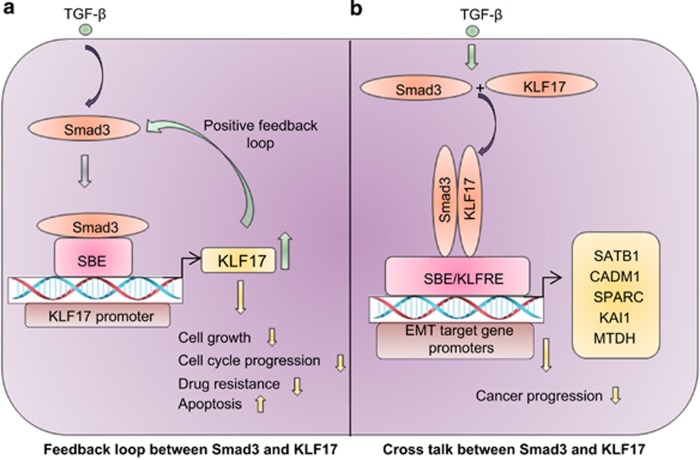 a
TGF-β
Smad3
Positive feedback
loop
Smad3
SBE
KLF17
KLF17 promoter
Cell growth
Cell cycle progression
Drug resistance
Apoptosis
Feedback loop between Smad3 and KLF17
b
TGF-β
Smad3
+
KLF17
Smad3
KLF17
SBE/KLFRE
EMT target gene
promoters
SATB1
CADM1
SPARC
KAI1
MTDH
Cancer progression
Cross talk between Smad3 and KLF17